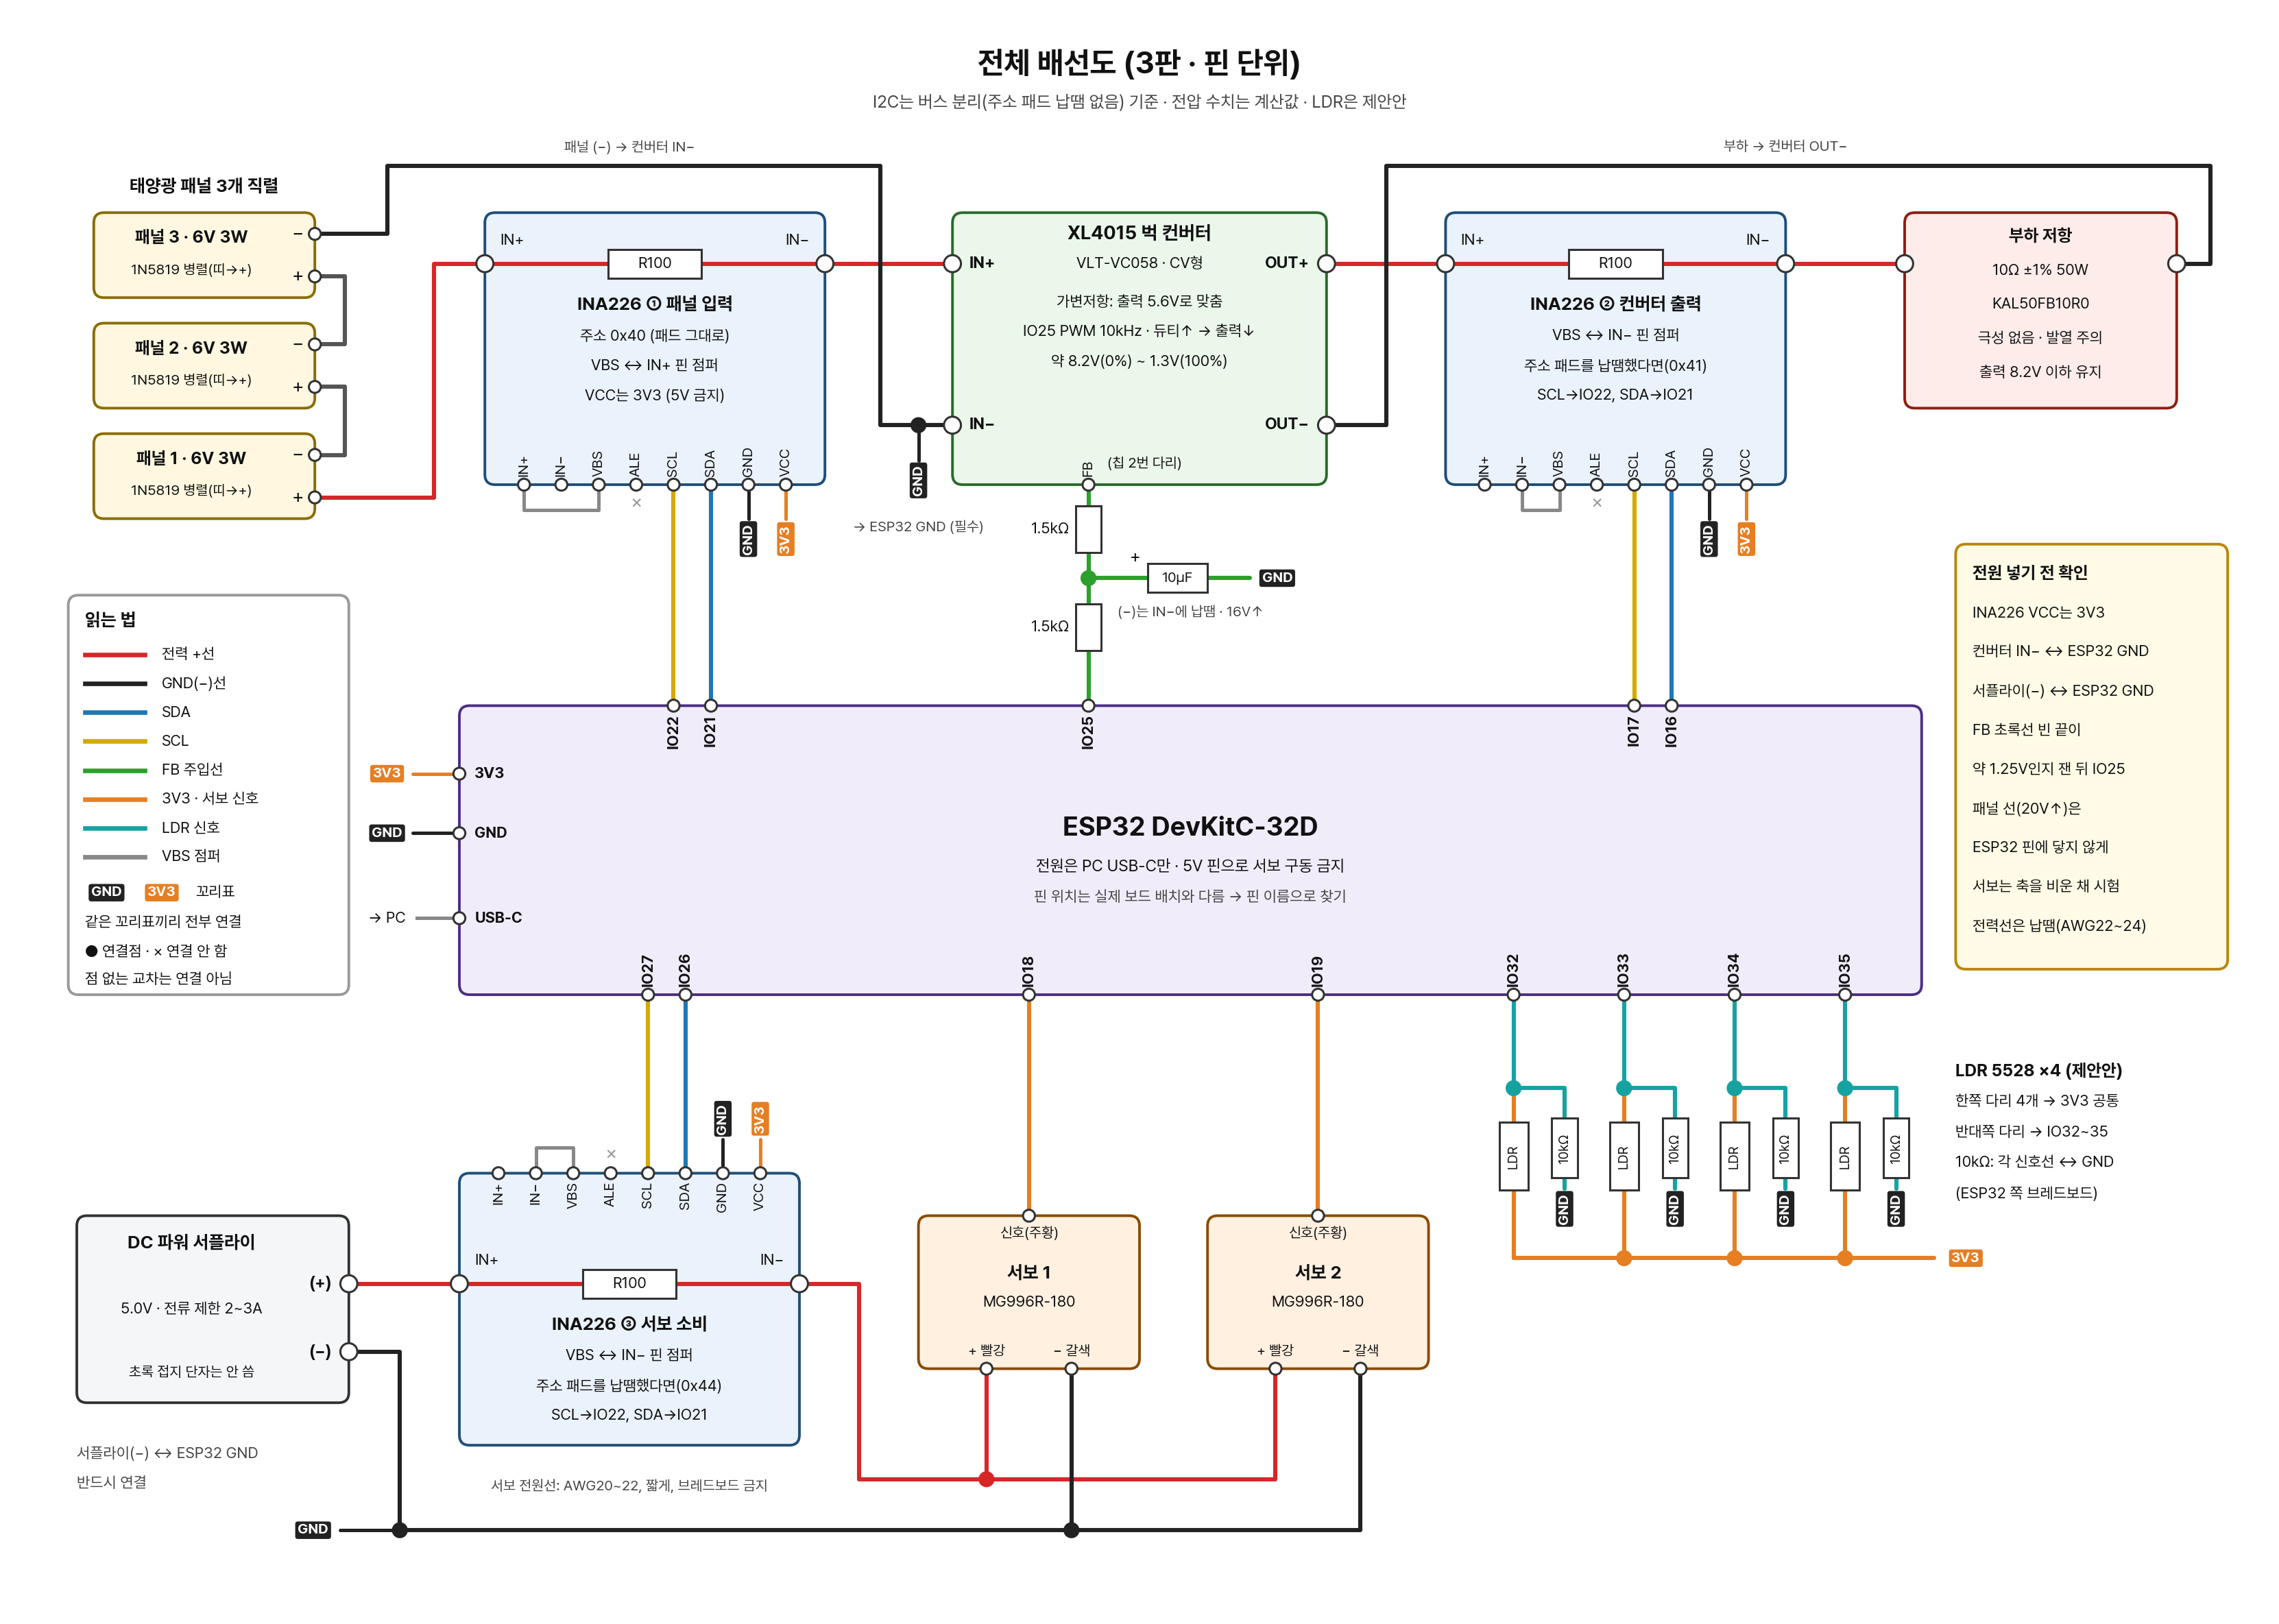 전체 배선도 (3판 · 핀 단위)
I2C는 버스 분리(주소 패드 납땜 없음) 기준 · 전압 수치는 계산값 · LDR은 제안안
패널 (−) → 컨버터 IN−
부하 → 컨버터 OUT−
태양광 패널 3개 직렬
패널 3 · 6V 3W
1N5819 병렬(띠→+)
−
+
패널 2 · 6V 3W
1N5819 병렬(띠→+)
−
+
패널 1 · 6V 3W
1N5819 병렬(띠→+)
−
+
IN+
IN−
R100
INA226 ① 패널 입력
주소 0x40 (패드 그대로)
VBS ↔ IN+ 핀 점퍼
VCC는 3V3 (5V 금지)
IN+
IN−
VBS
ALE
SCL
SDA
GND
VCC
×
GND
3V3
XL4015 벅 컨버터
VLT-VC058 · CV형
IN+
OUT+
가변저항: 출력 5.6V로 맞춤
IO25 PWM 10kHz · 듀티↑ → 출력↓
약 8.2V(0%) ~ 1.3V(100%)
IN−
OUT−
FB
(칩 2번 다리)
GND
→ ESP32 GND (필수)
1.5kΩ
+
10µF
GND
(−)는 IN−에 납땜 · 16V↑
1.5kΩ
IN+
IN−
R100
INA226 ② 컨버터 출력
VBS ↔ IN− 핀 점퍼
주소 패드를 납땜했다면(0x41)
SCL→IO22, SDA→IO21
IN+
IN−
VBS
ALE
SCL
SDA
GND
VCC
×
GND
3V3
부하 저항
10Ω ±1% 50W
KAL50FB10R0
극성 없음 · 발열 주의
출력 8.2V 이하 유지
읽는 법
전력 +선
GND(−)선
SDA
SCL
FB 주입선
3V3 · 서보 신호
LDR 신호
VBS 점퍼
GND 3V3 꼬리표
같은 꼬리표끼리 전부 연결
● 연결점 · × 연결 안 함
점 없는 교차는 연결 아님
전원 넣기 전 확인
INA226 VCC는 3V3
컨버터 IN− ↔ ESP32 GND
서플라이(−) ↔ ESP32 GND
FB 초록선 빈 끝이
약 1.25V인지 잰 뒤 IO25
패널 선(20V↑)은
ESP32 핀에 닿지 않게
서보는 축을 비운 채 시험
전력선은 납땜(AWG22~24)
IO22
IO21
IO25
IO17
IO16
3V3
3V3
GND
GND
→ PC
USB-C
ESP32 DevKitC-32D
전원은 PC USB-C만 · 5V 핀으로 서보 구동 금지
핀 위치는 실제 보드 배치와 다름 → 핀 이름으로 찾기
IO27
IO26
IO18
IO19
IO32
IO33
IO34
IO35
GND
3V3
×
IN+
IN−
VBS
ALE
SCL
SDA
GND
VCC
IN+
IN−
R100
INA226 ③ 서보 소비
VBS ↔ IN− 핀 점퍼
주소 패드를 납땜했다면(0x44)
SCL→IO22, SDA→IO21
DC 파워 서플라이
(+)
5.0V · 전류 제한 2~3A
(−)
초록 접지 단자는 안 씀
서플라이(−) ↔ ESP32 GND
반드시 연결
서보 전원선: AWG20~22, 짧게, 브레드보드 금지
GND
신호(주황)
서보 1
MG996R-180
+ 빨강
− 갈색
신호(주황)
서보 2
MG996R-180
+ 빨강
− 갈색
LDR
10kΩ
GND
LDR
10kΩ
GND
LDR
10kΩ
GND
LDR
10kΩ
GND
3V3
LDR 5528 ×4 (제안안)
한쪽 다리 4개 → 3V3 공통
반대쪽 다리 → IO32~35
10kΩ: 각 신호선 ↔ GND
(ESP32 쪽 브레드보드)